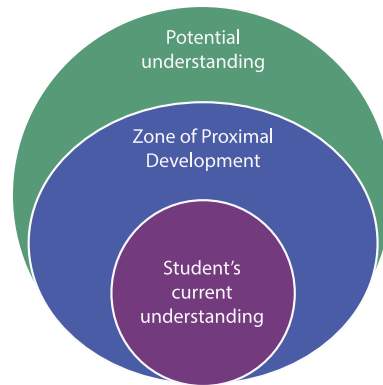 Potential
understanding
Zone of Proximal
Development
Student’s
current
understanding